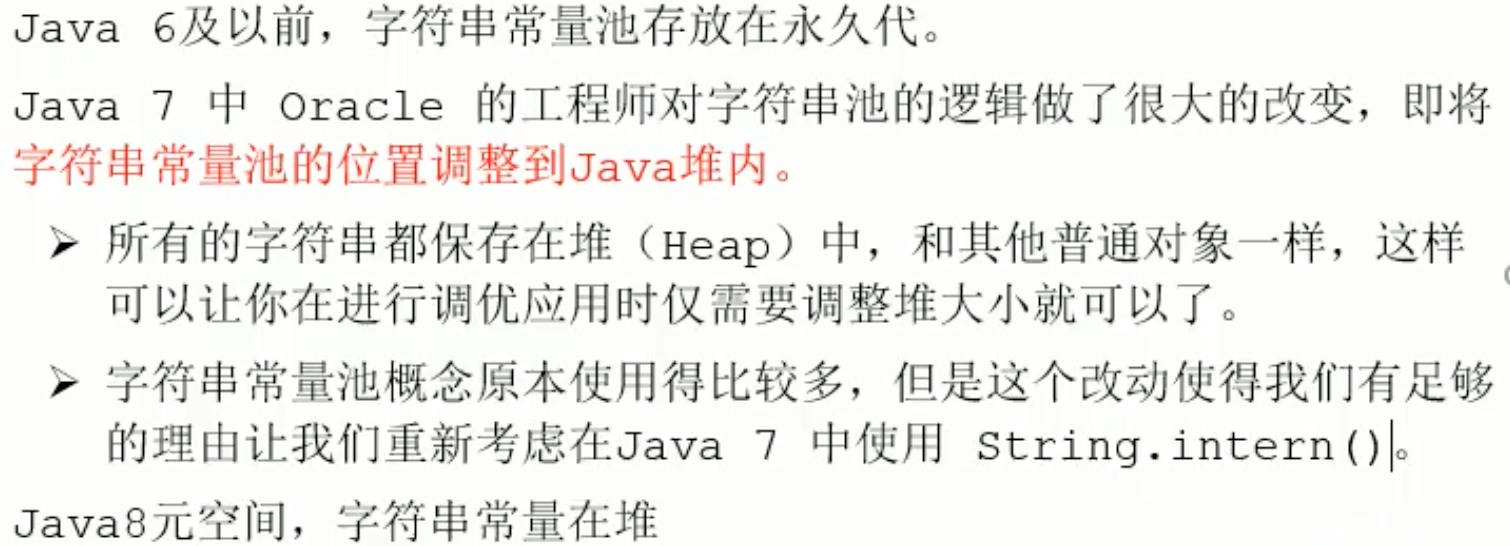 Java 6及以前，字符串常量池存放在永久代。
Java 7 中 Oracle 的工程师对字符串池的逻辑做了很大的改变，即将
字符串常量池的位置调整到Java堆内。
➢ 所有的字符串都保存在堆（Heap）中，和其他普通对象一样，这样
可以让你在进行调优应用时仅需要调整堆大小就可以了。
➢ 字符串常量池概念原本使用得比较多，但是这个改动使得我们有足够
的理由让我们重新考虑在Java 7 中使用 String.intern()。
Java8元空间，字符串常量在堆